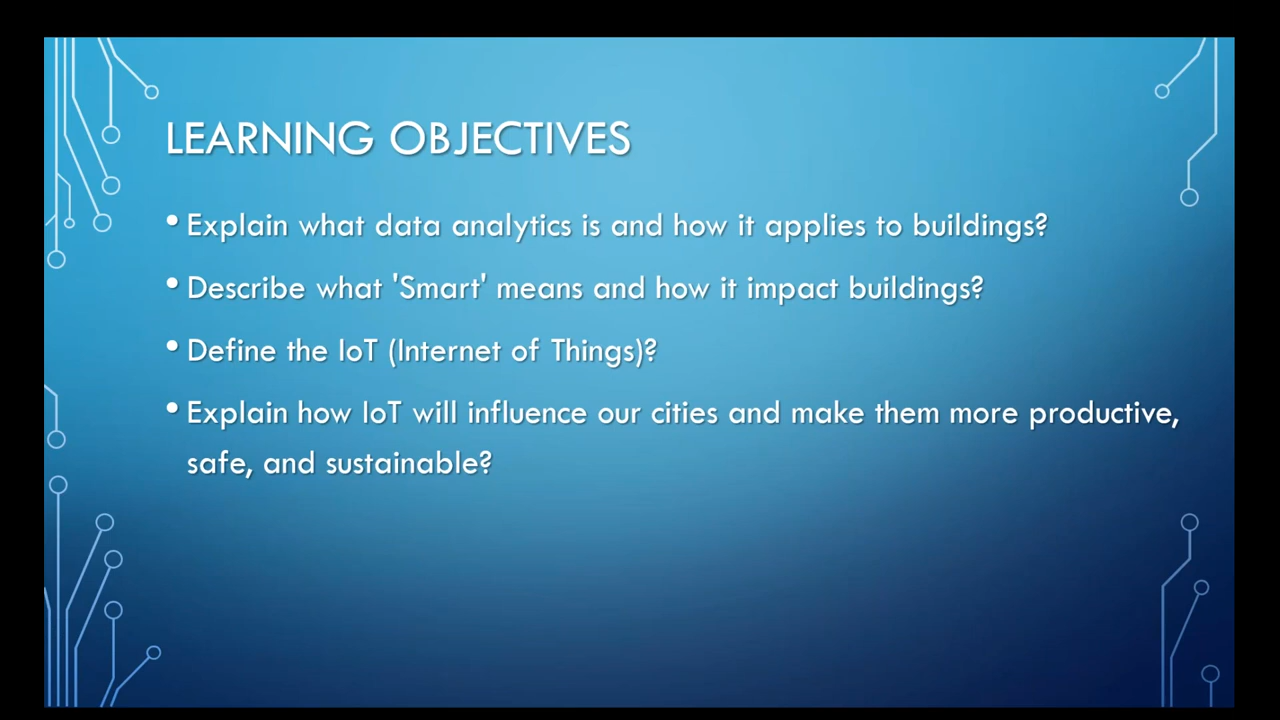 LEARNING OBJECTIVES
• Explain what data analytics is and how it applies to buildings?
• Describe what 'Smart' means and how it impact buildings?
• Define the IoT (Internet of Things)?
• Explain how IoT will influence our cities and make them more productive,
safe, and sustainable?